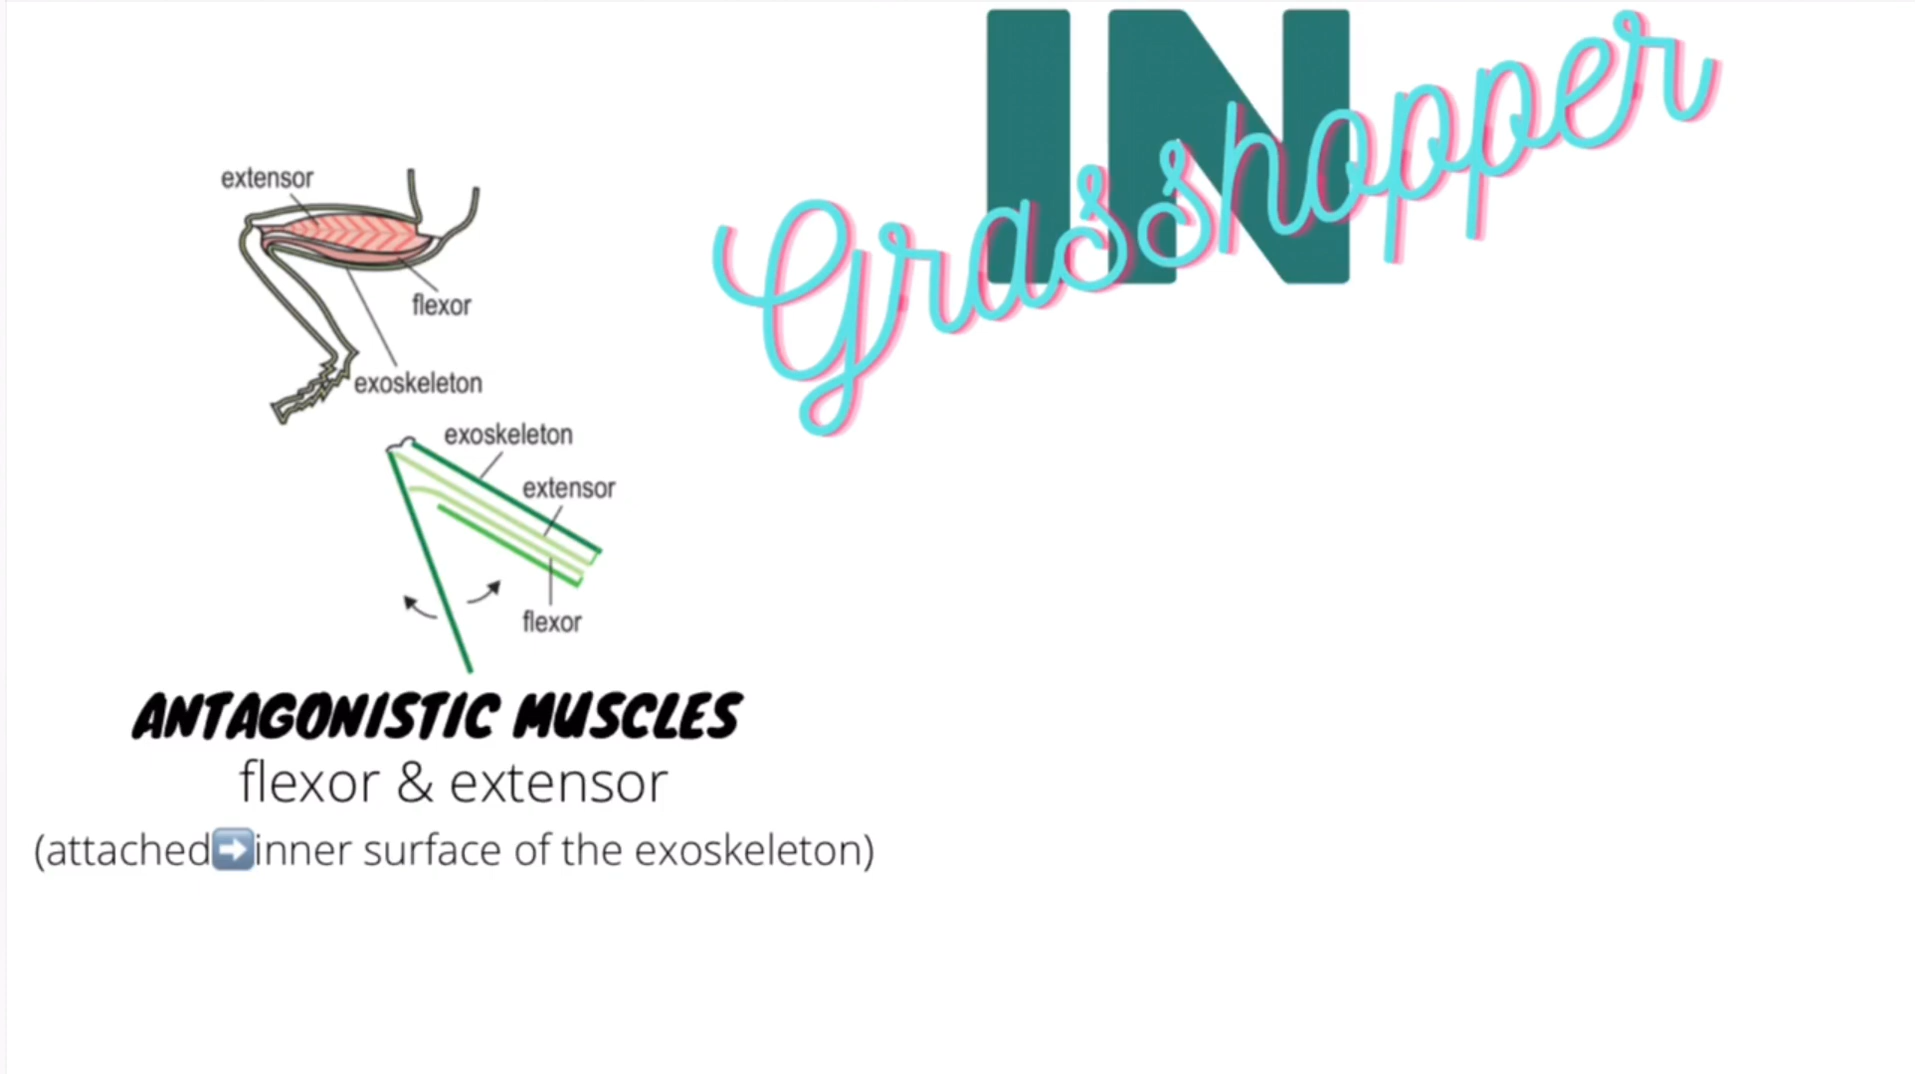 IN
Grasshopper
extensor
flexor
exoskeleton
exoskeleton
extensor
flexor
ANTAGONISTIC MUSCLES
flexor & extensor
(attached➡️inner surface of the exoskeleton)